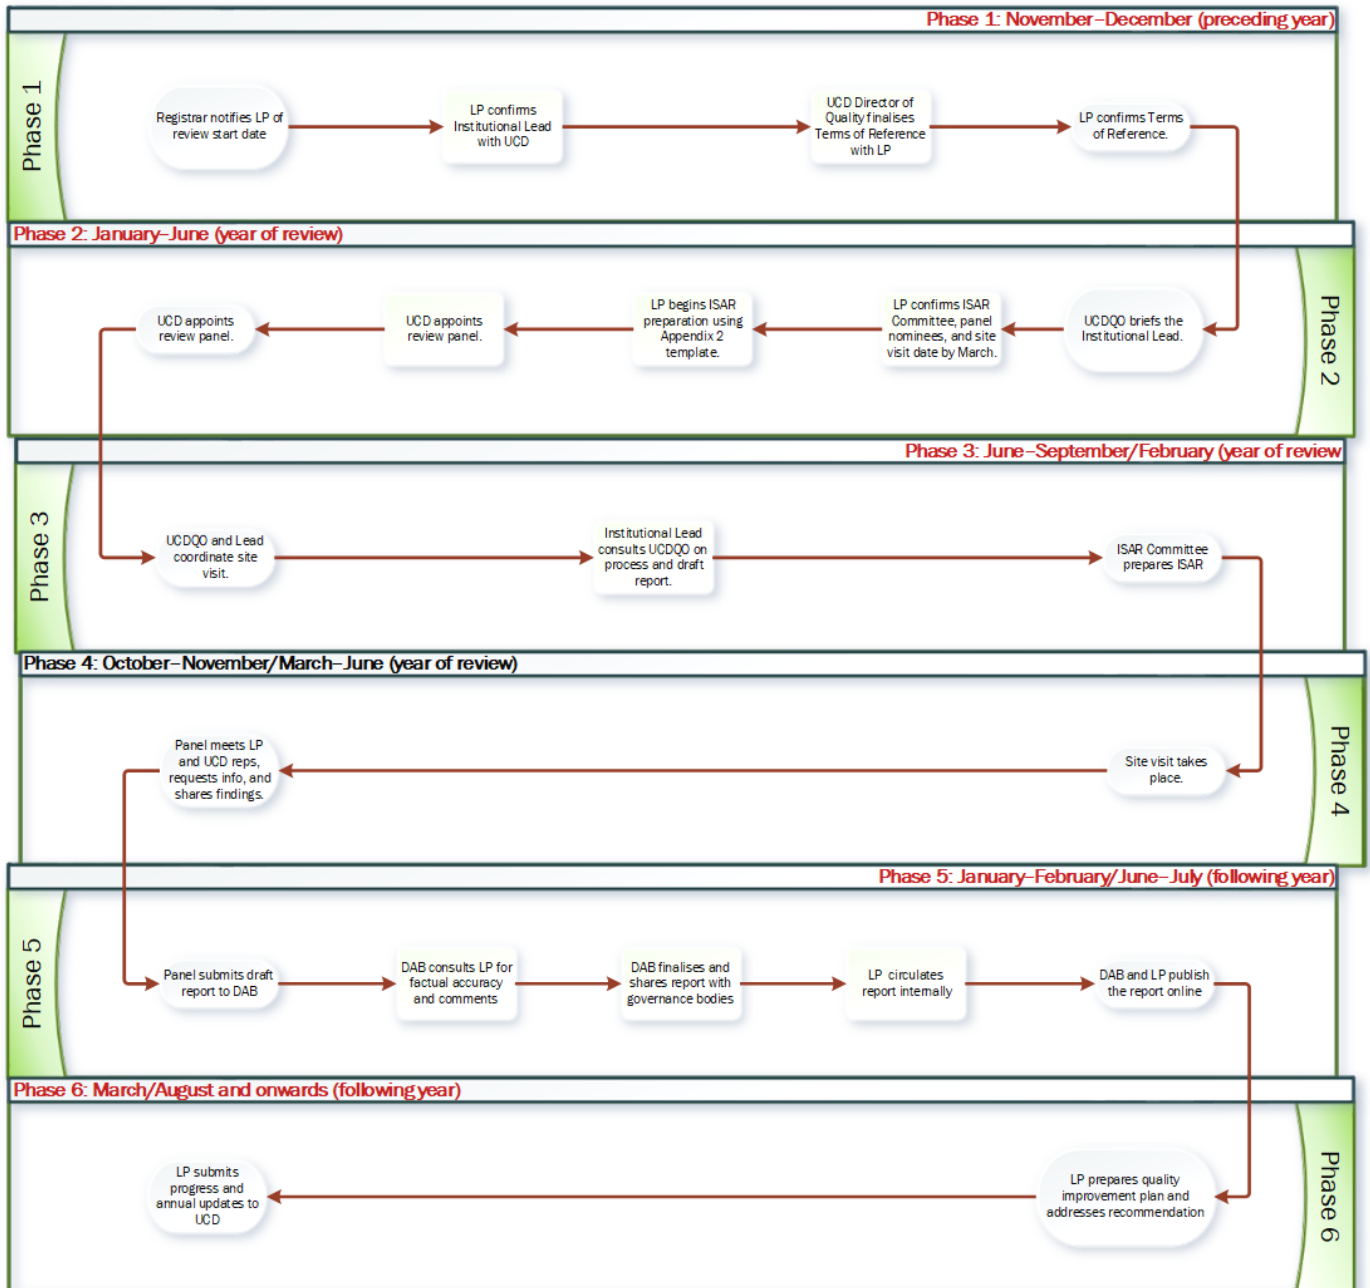 Phase 1: November–December (preceding year)
Phase 1
Registrar notifies LP of
review start date
LP confirms
Institutional Lead
with UCD
UCD Director of
Quality finalises
Terms of Reference
with LP
LP confirms Terms
of Reference.
Phase 2: January–June (year of review)
Phase 2
UCDQO briefs the
Institutional Lead.
LP confirms ISAR
Committee, panel
nominees, and site
visit date by March.
LP begins ISAR
preparation using
Appendix 2
template.
UCD appoints
review panel.
UCD appoints
review panel.
Phase 3: June–September/February (year of review
Phase 3
UCDQO and Lead
coordinate site
visit.
Institutional Lead
consults UCDQO on
process and draft
report.
ISAR Committee
prepares ISAR
Phase 4: October–November/March–June (year of review)
Phase 4
Site visit takes
place.
Panel meets LP
and UCD reps,
requests info, and
shares findings.
Phase 5: January–February/June–July (following year)
Phase 5
Panel submits draft
report to DAB
DAB consults LP for
factual accuracy
and comments
DAB finalises and
shares report with
governance bodies
LP circulates
report internally
DAB and LP publish
the report online
Phase 6: March/August and onwards (following year)
Phase 6
LP prepares quality
improvement plan and
addresses recommendation
LP submits
progress and
annual updates to
UCD